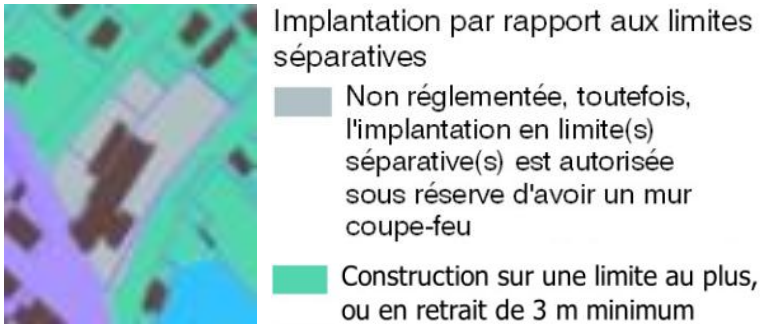 Implantation par rapport aux limites
séparatives
Non réglementée, toutefois,
l'implantation en limite(s)
séparative(s) est autorisée
sous réserve d'avoir un mur
coupe-feu
Construction sur une limite au plus,
ou en retrait de 3 m minimum